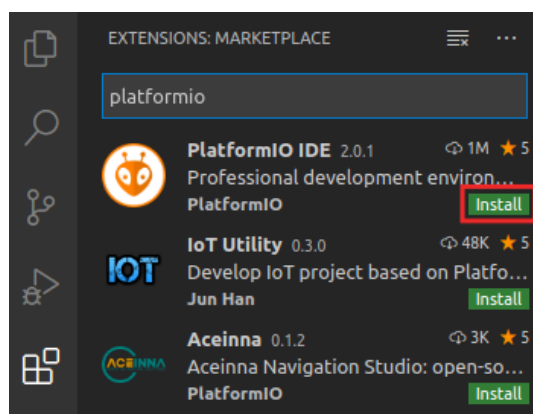 EXTENSIONS: MARKETPLACE
platformio
PlatformIO IDE 2.0.1 1M ★ 5
Professional development environ...
PlatformIO Install
IOT
IoT Utility 0.3.0 48K ★ 5
Develop IoT project based on Platfo...
Jun Han Install
ACEINNA
Aceinna 0.1.2 3K ★ 5
Aceinna Navigation Studio: open-so...
PlatformIO Install